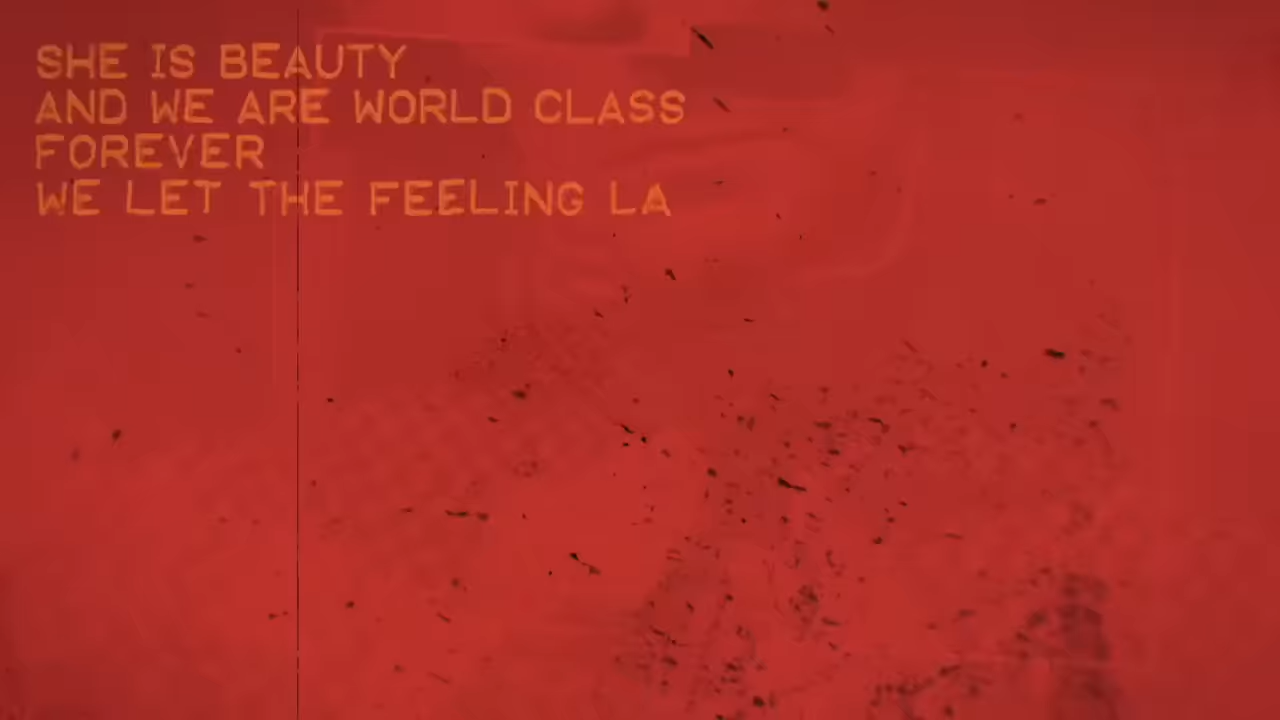 SHE IS BEAUTY
AND WE ARE WORLD CLASS
FOREVER
WE LET THE FEELING LA